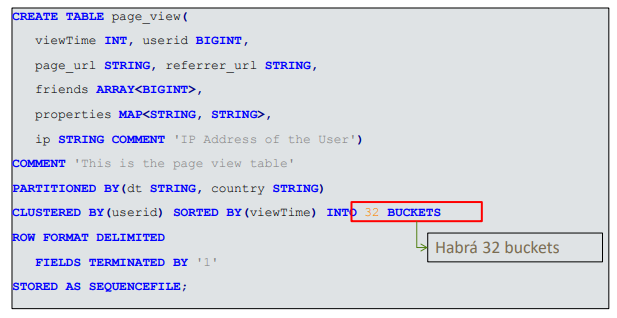 CREATE TABLE page_view(
viewTime INT, userid BIGINT,
page_url STRING, referrer_url STRING,
friends ARRAY<BIGINT>,
properties MAP<STRING, STRING>,
ip STRING COMMENT 'IP Address of the User')
COMMENT 'This is the page view table'
PARTITIONED BY(dt STRING, country STRING)
CLUSTERED BY(userid) SORTED BY(viewTime) INTO 32 BUCKETS
ROW FORMAT DELIMITED
Habrá 32 buckets
FIELDS TERMINATED BY '1'
STORED AS SEQUENCEFILE;